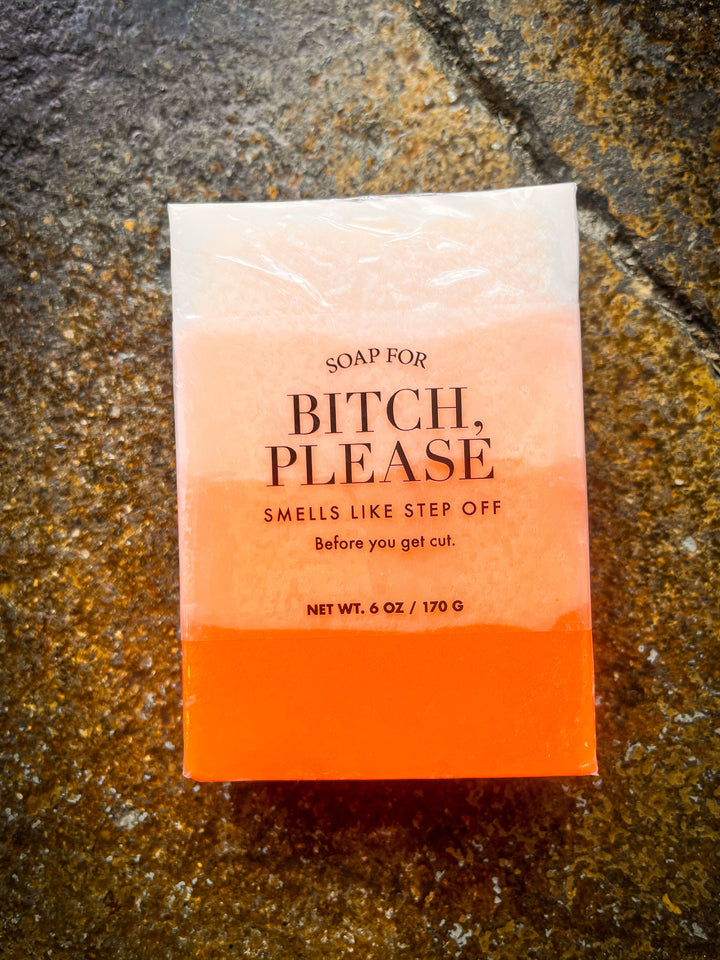 SOAP FOR
BITCH,
PLEASE
SMELLS LIKE STEP OFF
Before you get cut.
NET WT. 6 OZ / 170 G